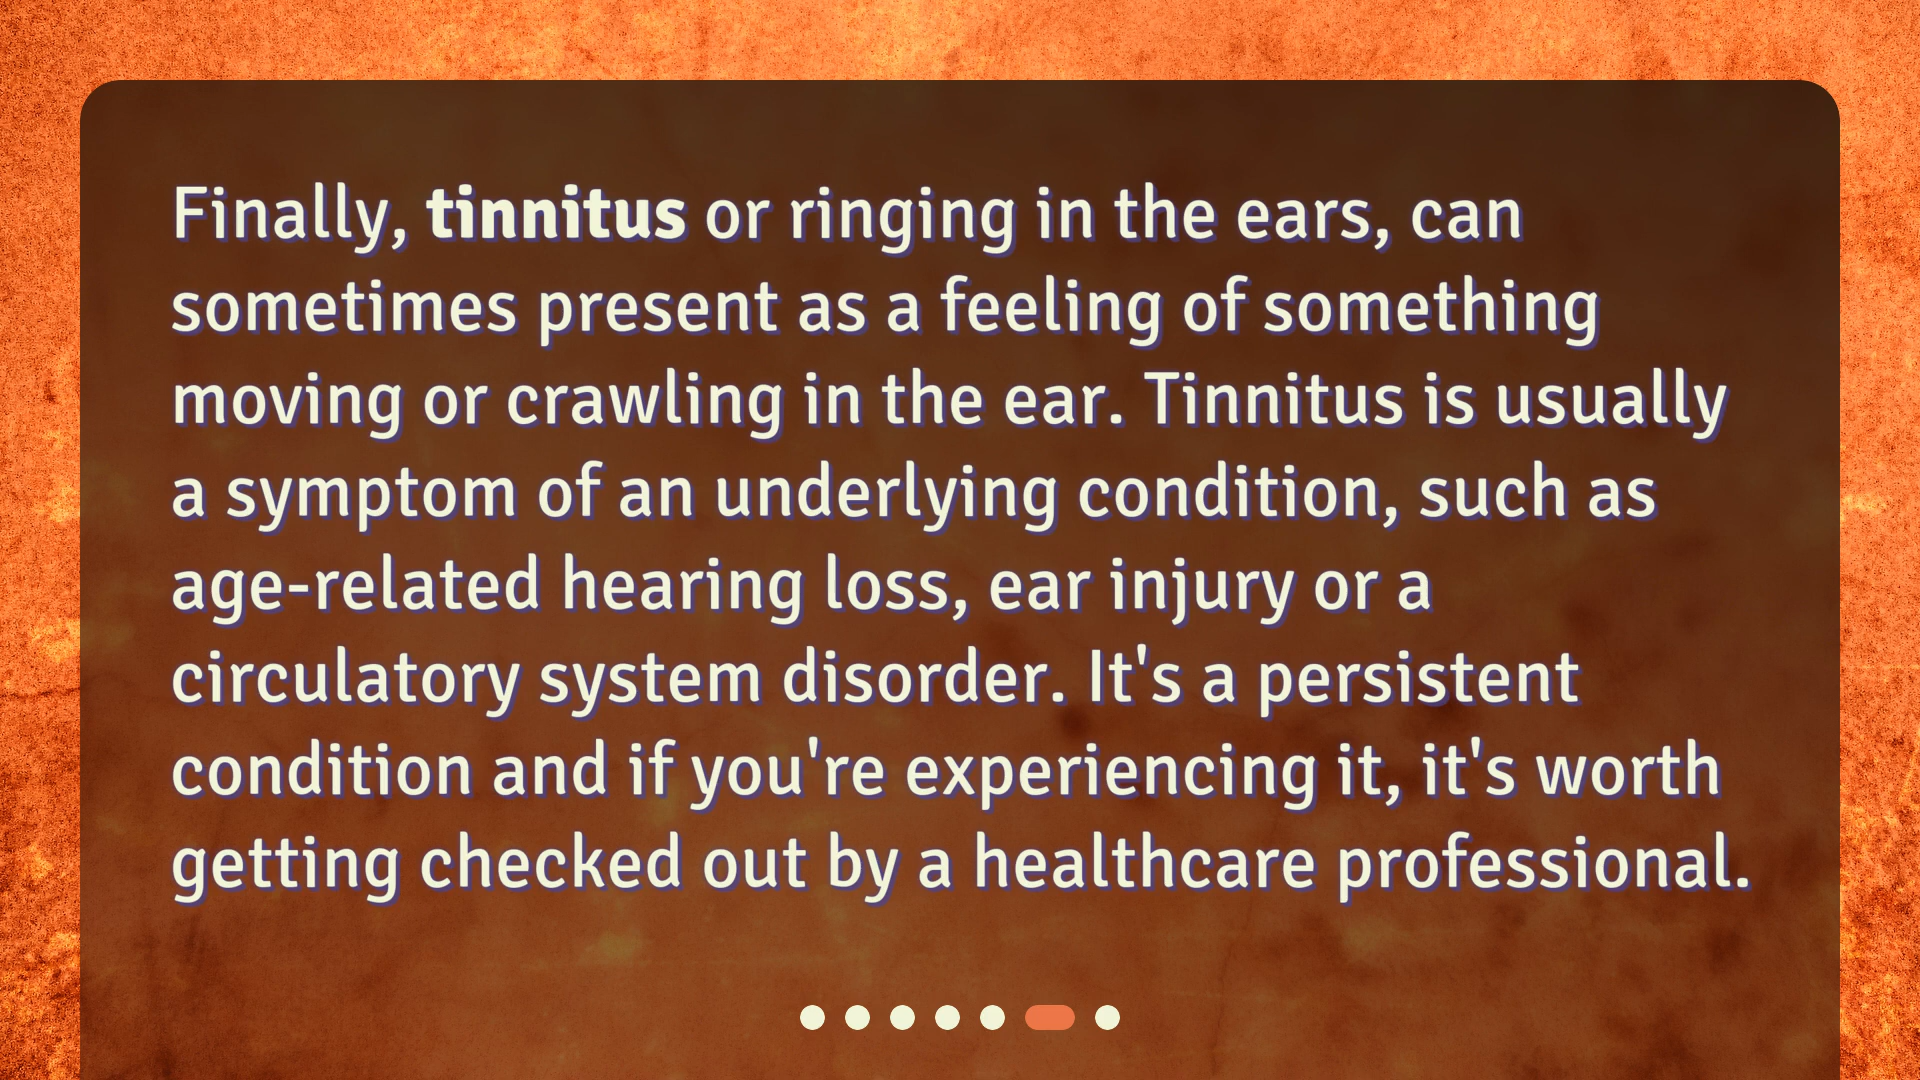 Finally, tinnitus or ringing in the ears, can
sometimes present as a feeling of something
moving or crawling in the ear. Tinnitus is usually
a symptom of an underlying condition, such as
age-related hearing loss, ear injury or a
circulatory system disorder. It's a persistent
condition and if you're experiencing it, it's worth
getting checked out by a healthcare professional.